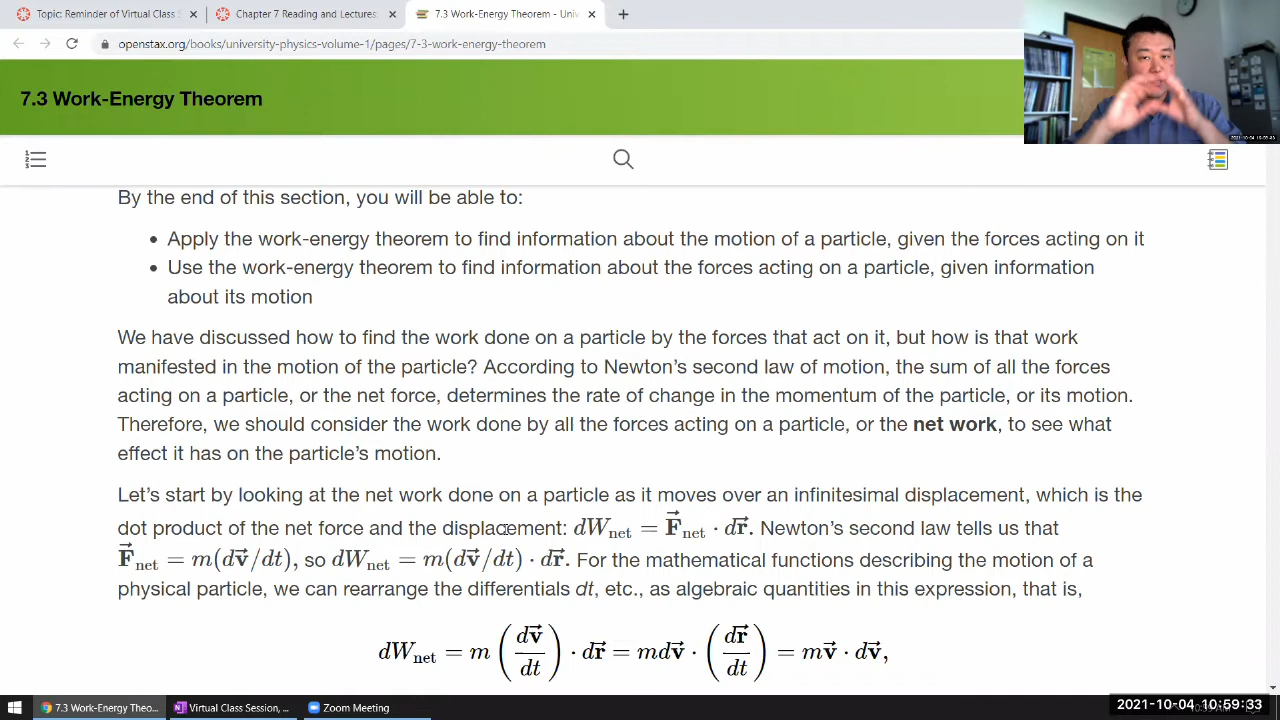 Topic: Reminder of Virtual Class S
Chapter 7 Reading and Lectures:
7.3 Work-Energy Theorem - Univ
openstax.org/books/university-physics-volume-1/pages/7-3-work-energy-theorem
7.3 Work-Energy Theorem
By the end of this section, you will be able to:
• Apply the work-energy theorem to find information about the motion of a particle, given the forces acting on it
• Use the work-energy theorem to find information about the forces acting on a particle, given information
about its motion
We have discussed how to find the work done on a particle by the forces that act on it, but how is that work
manifested in the motion of the particle? According to Newton's second law of motion, the sum of all the forces
acting on a particle, or the net force, determines the rate of change in the momentum of the particle, or its motion.
Therefore, we should consider the work done by all the forces acting on a particle, or the net work, to see what
effect it has on the particle's motion.
Let's start by looking at the net work done on a particle as it moves over an infinitesimal displacement, which is the
dot product of the net force and the displacement: dW_net = F⃗_net · dr⃗. Newton's second law tells us that
F⃗_net = m(dv⃗/dt), so dW_net = m(dv⃗/dt) · dr⃗. For the mathematical functions describing the motion of a
physical particle, we can rearrange the differentials dt, etc., as algebraic quantities in this expression, that is,
dW_net = m (dv⃗/dt) · dr⃗ = mdv⃗ · (dr⃗/dt) = mv⃗ · dv⃗,
7.3 Work-Energy Theo...
Virtual Class Session, ...
Zoom Meeting
2021-10-04 10:59:33